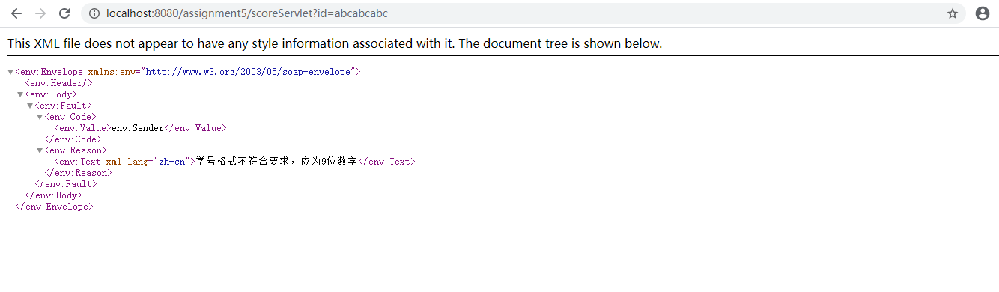 localhost:8080/assignment5/scoreServlet?id=abcabcabc
This XML file does not appear to have any style information associated with it. The document tree is shown below.
<env:Envelope xmlns:env="http://www.w3.org/2003/05/soap-envelope">
<env:Header/>
<env:Body>
<env:Fault>
<env:Code>
<env:Value>env:Sender</env:Value>
</env:Code>
<env:Reason>
<env:Text xml:lang="zh-cn">学号格式不符合要求，应为9位数字</env:Text>
</env:Reason>
</env:Fault>
</env:Body>
</env:Envelope>